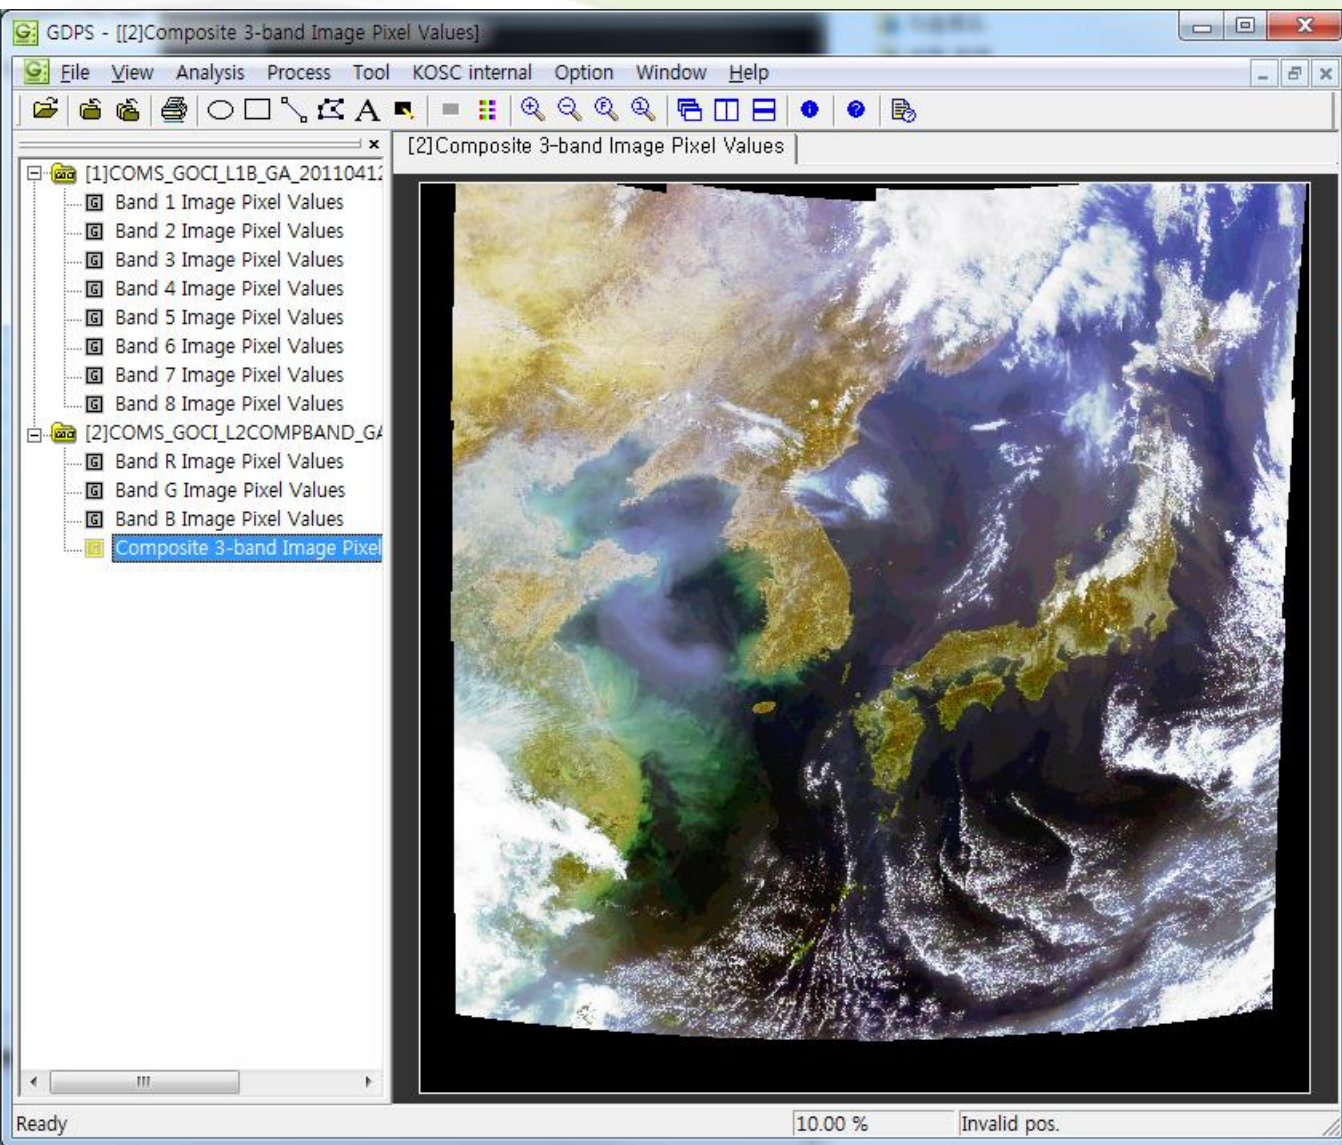 GDPS - [[2]Composite 3-band Image Pixel Values]
File View Analysis Process Tool KOSC internal Option Window Help
[2]Composite 3-band Image Pixel Values
[1]COMS_GOCI_L1B_GA_20110412
Band 1 Image Pixel Values
Band 2 Image Pixel Values
Band 3 Image Pixel Values
Band 4 Image Pixel Values
Band 5 Image Pixel Values
Band 6 Image Pixel Values
Band 7 Image Pixel Values
Band 8 Image Pixel Values
[2]COMS_GOCI_L2COMPBAND_GA
Band R Image Pixel Values
Band G Image Pixel Values
Band B Image Pixel Values
Composite 3-band Image Pixel
Ready 10.00 % Invalid pos.